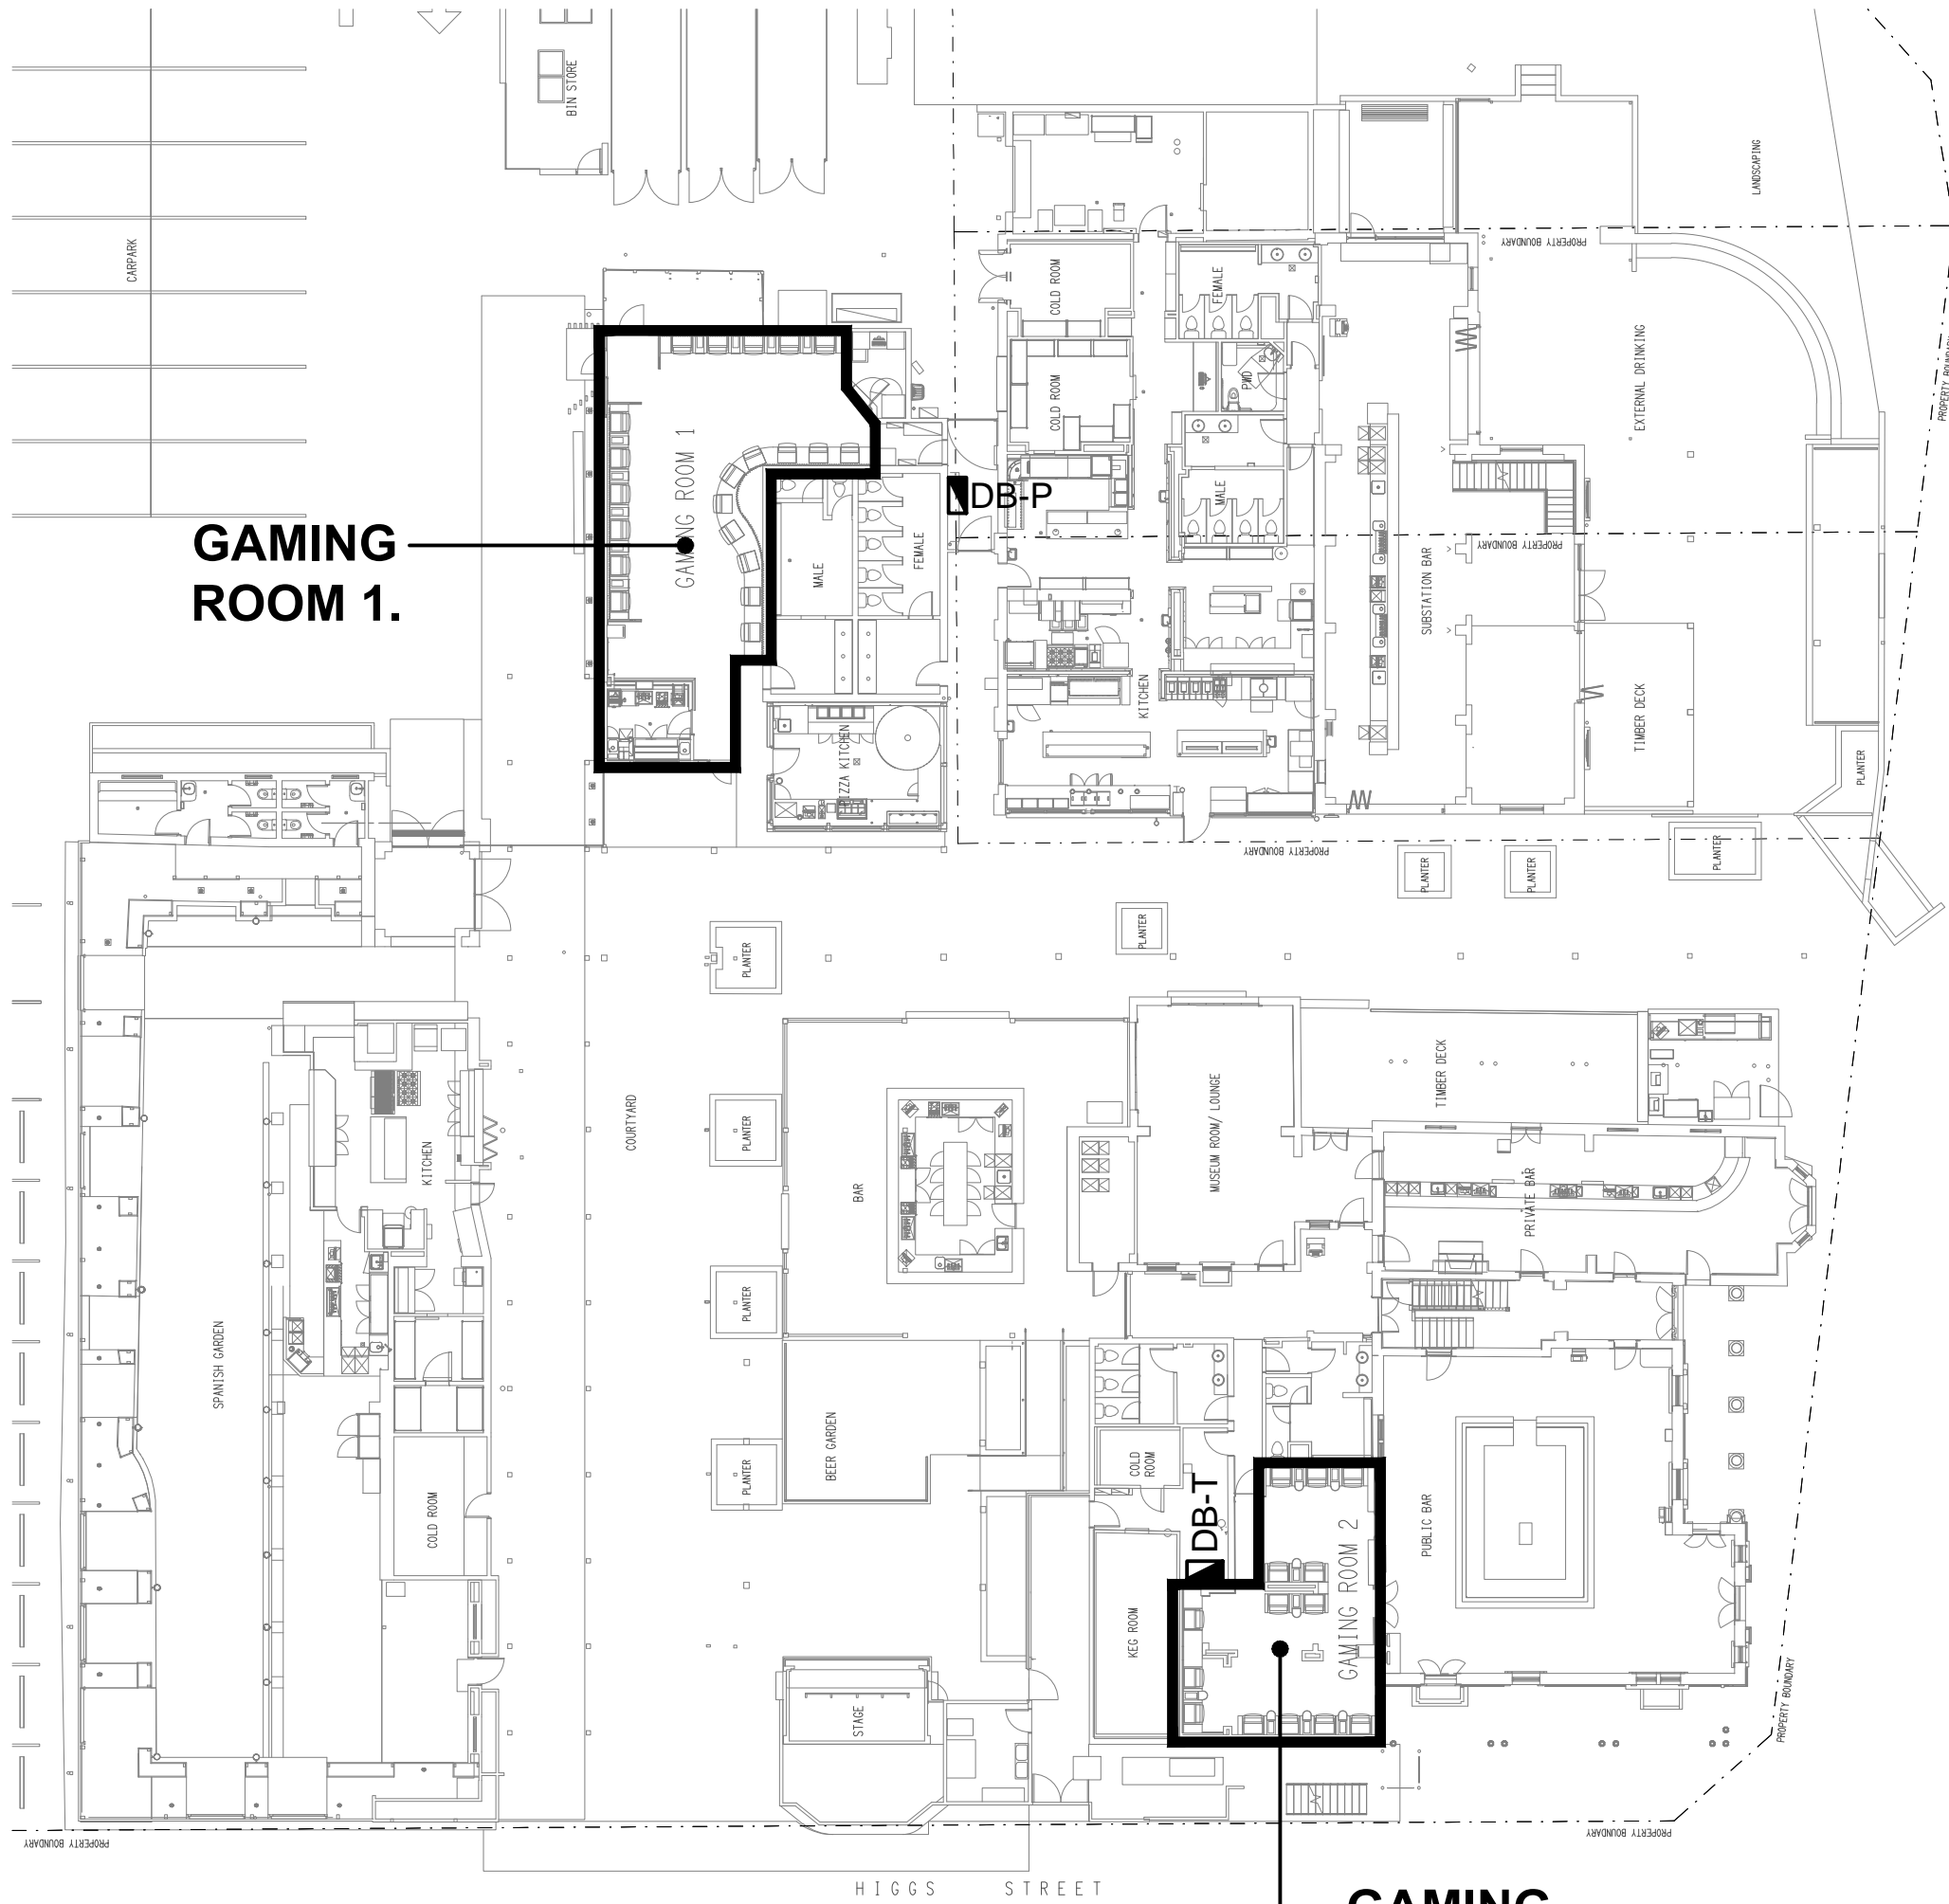 BIN STORE
CARPARK
LANDSCAPING
PROPERTY BOUNDARY
PROPERTY BOUNDARY
COLD ROOM
FEMALE
EXTERNAL DRINKING
COLD ROOM
PWD
GAMING ROOM 1
DB-P
MALE
GAMING
ROOM 1.
MALE
FEMALE
PROPERTY BOUNDARY
SUBSTATION BAR
KITCHEN
TIMBER DECK
PIZZA KITCHEN
PLANTER
PROPERTY BOUNDARY
PLANTER
PLANTER
PLANTER
PLANTER
PLANTER
COURTYARD
KITCHEN
PLANTER
BAR
MUSEUM ROOM/ LOUNGE
TIMBER DECK
PRIVATE BAR
PLANTER
SPANISH GARDEN
BEER GARDEN
PLANTER
COLD
ROOM
COLD ROOM
DB-T
GAMING ROOM 2
PUBLIC BAR
KEG ROOM
STAGE
PROPERTY BOUNDARY
PROPERTY BOUNDARY
PROPERTY BOUNDARY
HIGGS STREET
GAMING